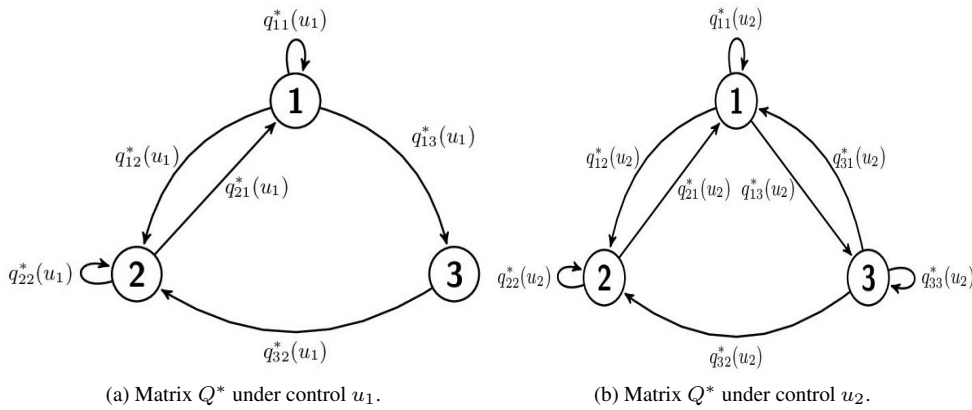 q*11(u1)
1
q*12(u1)
q*13(u1)
q*21(u1)
q*22(u1)
2
3
q*32(u1)
(a) Matrix Q* under control u1.
q*11(u2)
1
q*12(u2)
q*31(u2)
q*21(u2) q*13(u2)
q*22(u2)
2
3
q*33(u2)
q*32(u2)
(b) Matrix Q* under control u2.